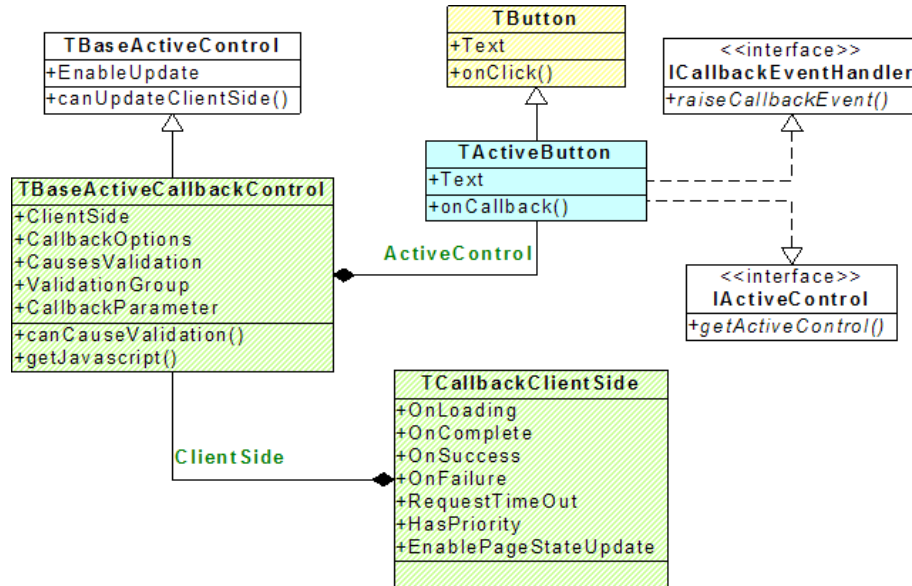 TBaseActiveControl
+EnableUpdate
+canUpdateClientSide()
TButton
+Text
+onClick()
<<interface>>
ICallbackEventHandler
+raiseCallbackEvent()
TActiveButton
+Text
+onCallback()
TBaseActiveCallbackControl
+ClientSide
+CallbackOptions
+CausesValidation
+ValidationGroup
+CallbackParameter
+canCauseValidation()
+getJavascript()
ActiveControl
<<interface>>
IActiveControl
+getActiveControl()
ClientSide
TCallbackClientSide
+OnLoading
+OnComplete
+OnSuccess
+OnFailure
+RequestTimeOut
+HasPriority
+EnablePageStateUpdate